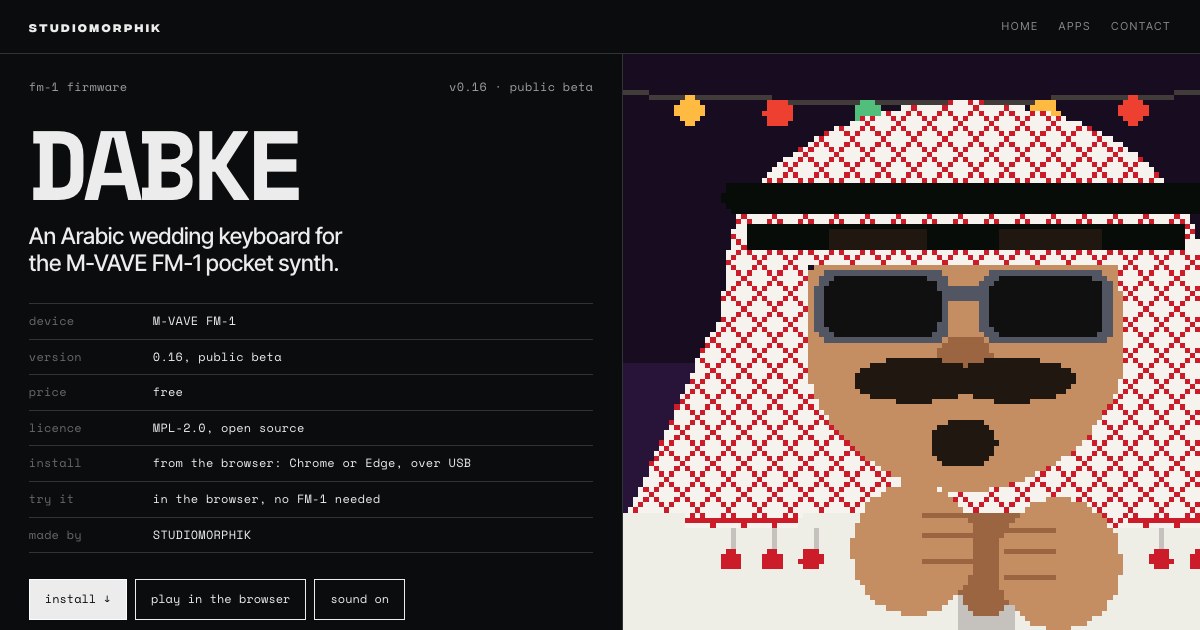 STUDIOMORPHIK
HOME APPS CONTACT
fm-1 firmware
v0.16 · public beta
DABKE
An Arabic wedding keyboard for
the M-VAVE FM-1 pocket synth.
device M-VAVE FM-1
version 0.16, public beta
price free
licence MPL-2.0, open source
install from the browser: Chrome or Edge, over USB
try it in the browser, no FM-1 needed
made by STUDIOMORPHIK
install ↓
play in the browser
sound on